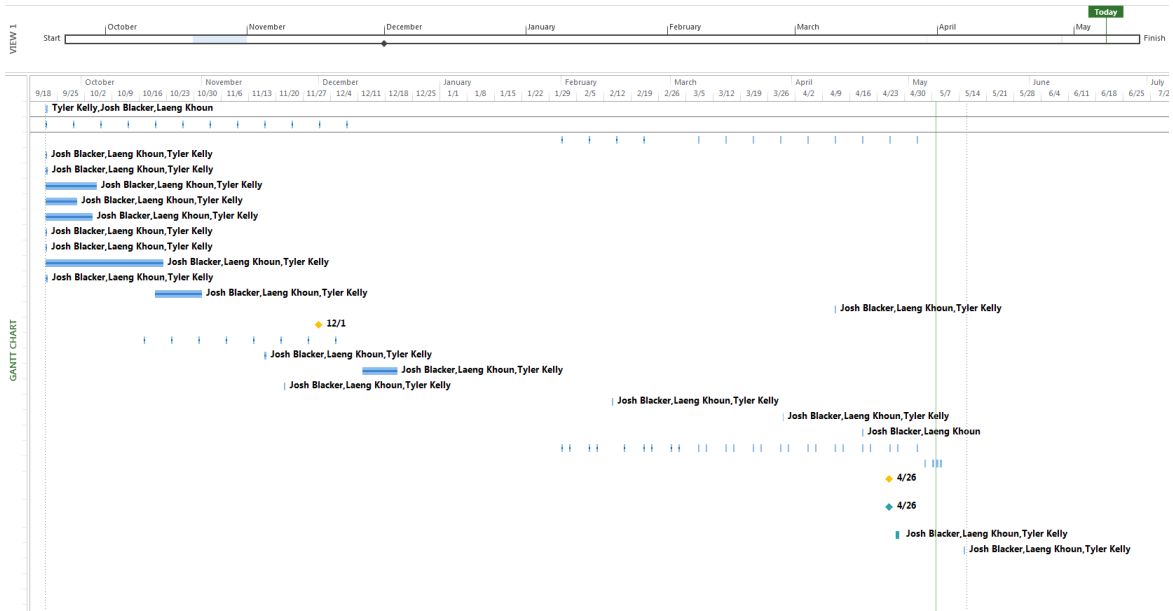 VIEW 1
Today
October November December January February March April May
Start Finish
GANTT CHART
October November December January February March April May June July
9/18 9/25 10/2 10/9 10/16 10/23 10/30 11/6 11/13 11/20 11/27 12/4 12/11 12/18 12/25 1/1 1/8 1/15 1/22 1/29 2/5 2/12 2/19 2/26 3/5 3/12 3/19 3/26 4/2 4/9 4/16 4/23 4/30 5/7 5/14 5/21 5/28 6/4 6/11 6/18 6/25 7/2
Tyler Kelly,Josh Blacker,Laeng Khoun
Josh Blacker,Laeng Khoun,Tyler Kelly
Josh Blacker,Laeng Khoun,Tyler Kelly
Josh Blacker,Laeng Khoun,Tyler Kelly
Josh Blacker,Laeng Khoun,Tyler Kelly
Josh Blacker,Laeng Khoun,Tyler Kelly
Josh Blacker,Laeng Khoun,Tyler Kelly
Josh Blacker,Laeng Khoun,Tyler Kelly
Josh Blacker,Laeng Khoun,Tyler Kelly
Josh Blacker,Laeng Khoun,Tyler Kelly
Josh Blacker,Laeng Khoun,Tyler Kelly
Josh Blacker,Laeng Khoun,Tyler Kelly
12/1
Josh Blacker,Laeng Khoun,Tyler Kelly
Josh Blacker,Laeng Khoun,Tyler Kelly
Josh Blacker,Laeng Khoun,Tyler Kelly
Josh Blacker,Laeng Khoun,Tyler Kelly
Josh Blacker,Laeng Khoun,Tyler Kelly
Josh Blacker,Laeng Khoun
4/26
4/26
Josh Blacker,Laeng Khoun,Tyler Kelly
Josh Blacker,Laeng Khoun,Tyler Kelly